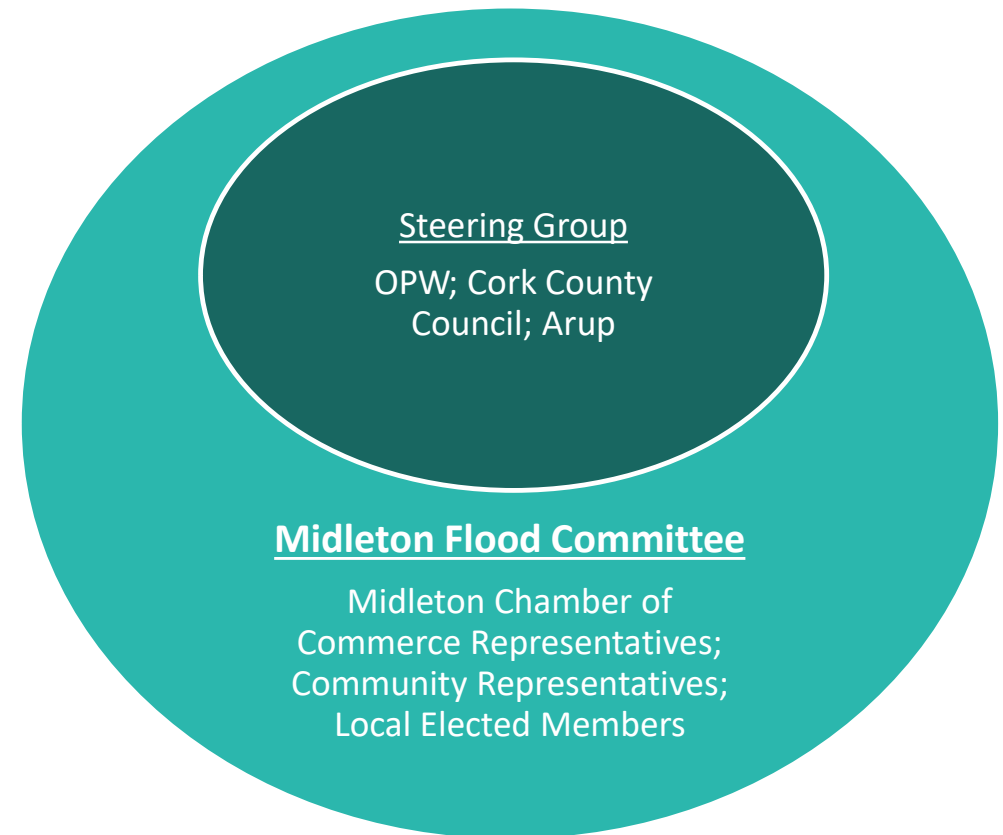 Steering Group
OPW; Cork County
Council; Arup
Midleton Flood Committee
Midleton Chamber of
Commerce Representatives;
Community Representatives;
Local Elected Members